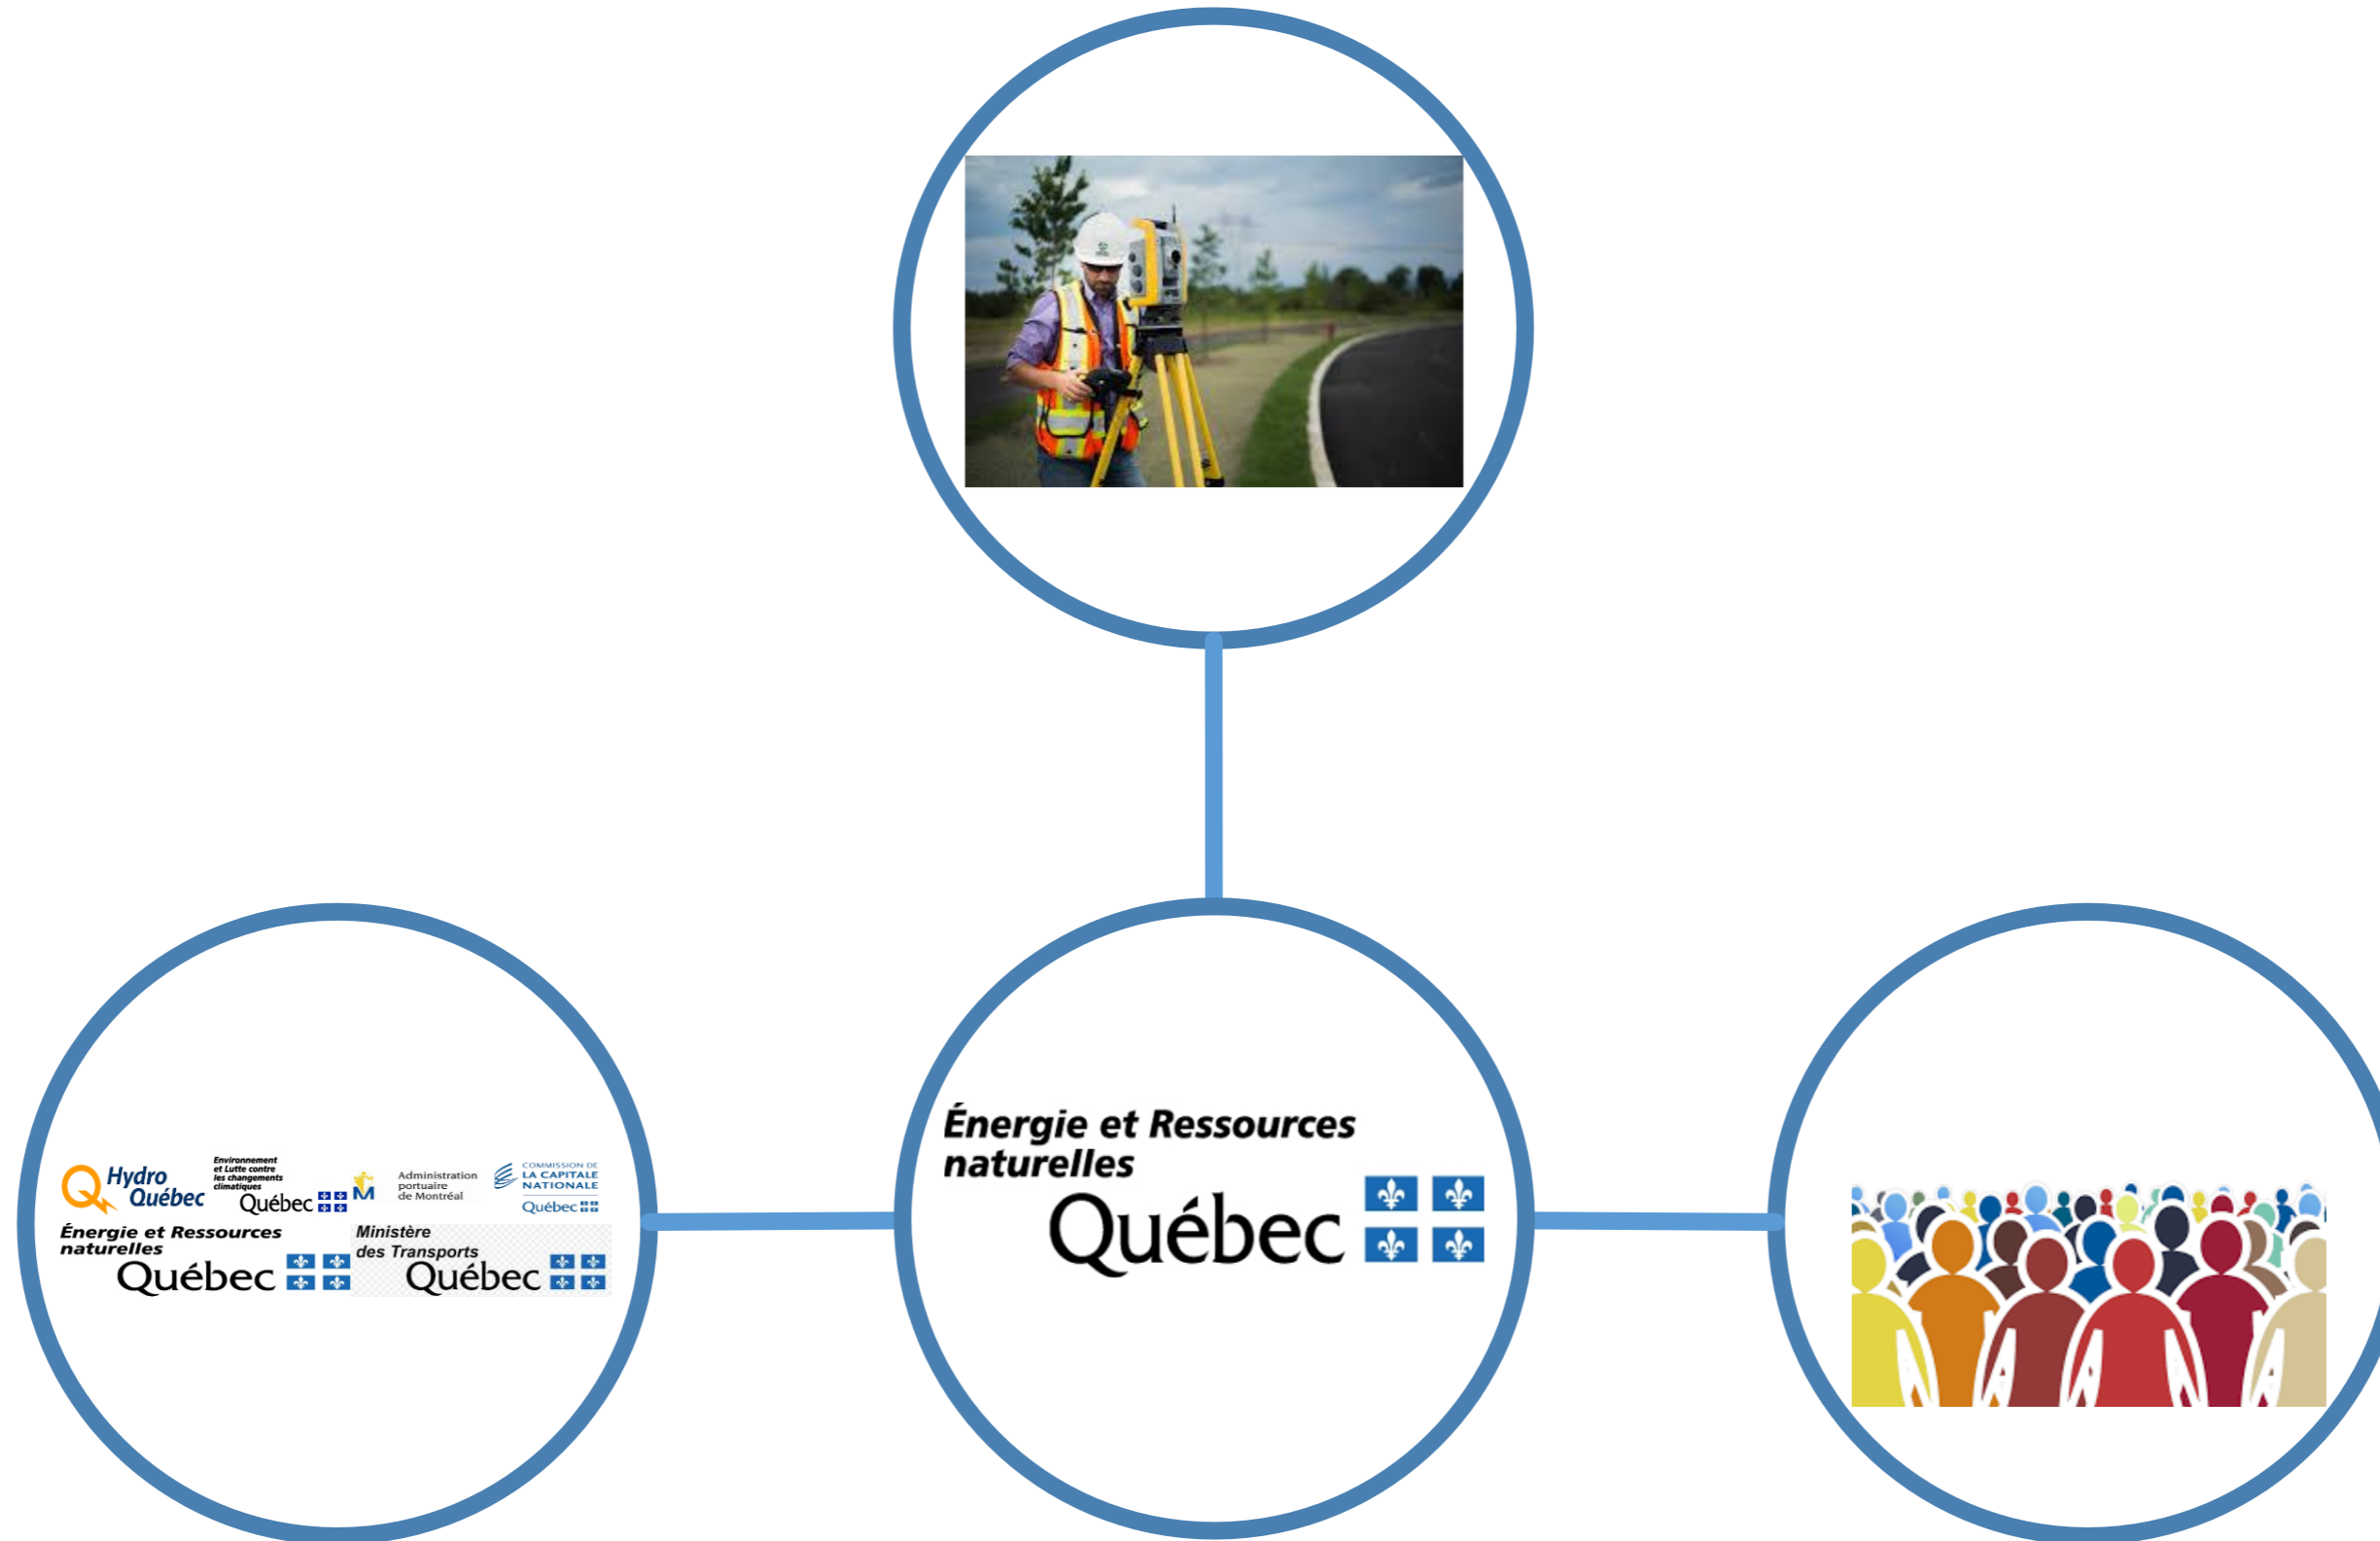 Hydro
Québec
Environnement
et Lutte contre
les changements
climatiques
Québec
M
Administration
portuaire
de Montréal
COMMISSION DE
LA CAPITALE
NATIONALE
Québec
Énergie et Ressources
naturelles
Québec
Ministère
des Transports
Québec
Énergie et Ressources
naturelles
Québec